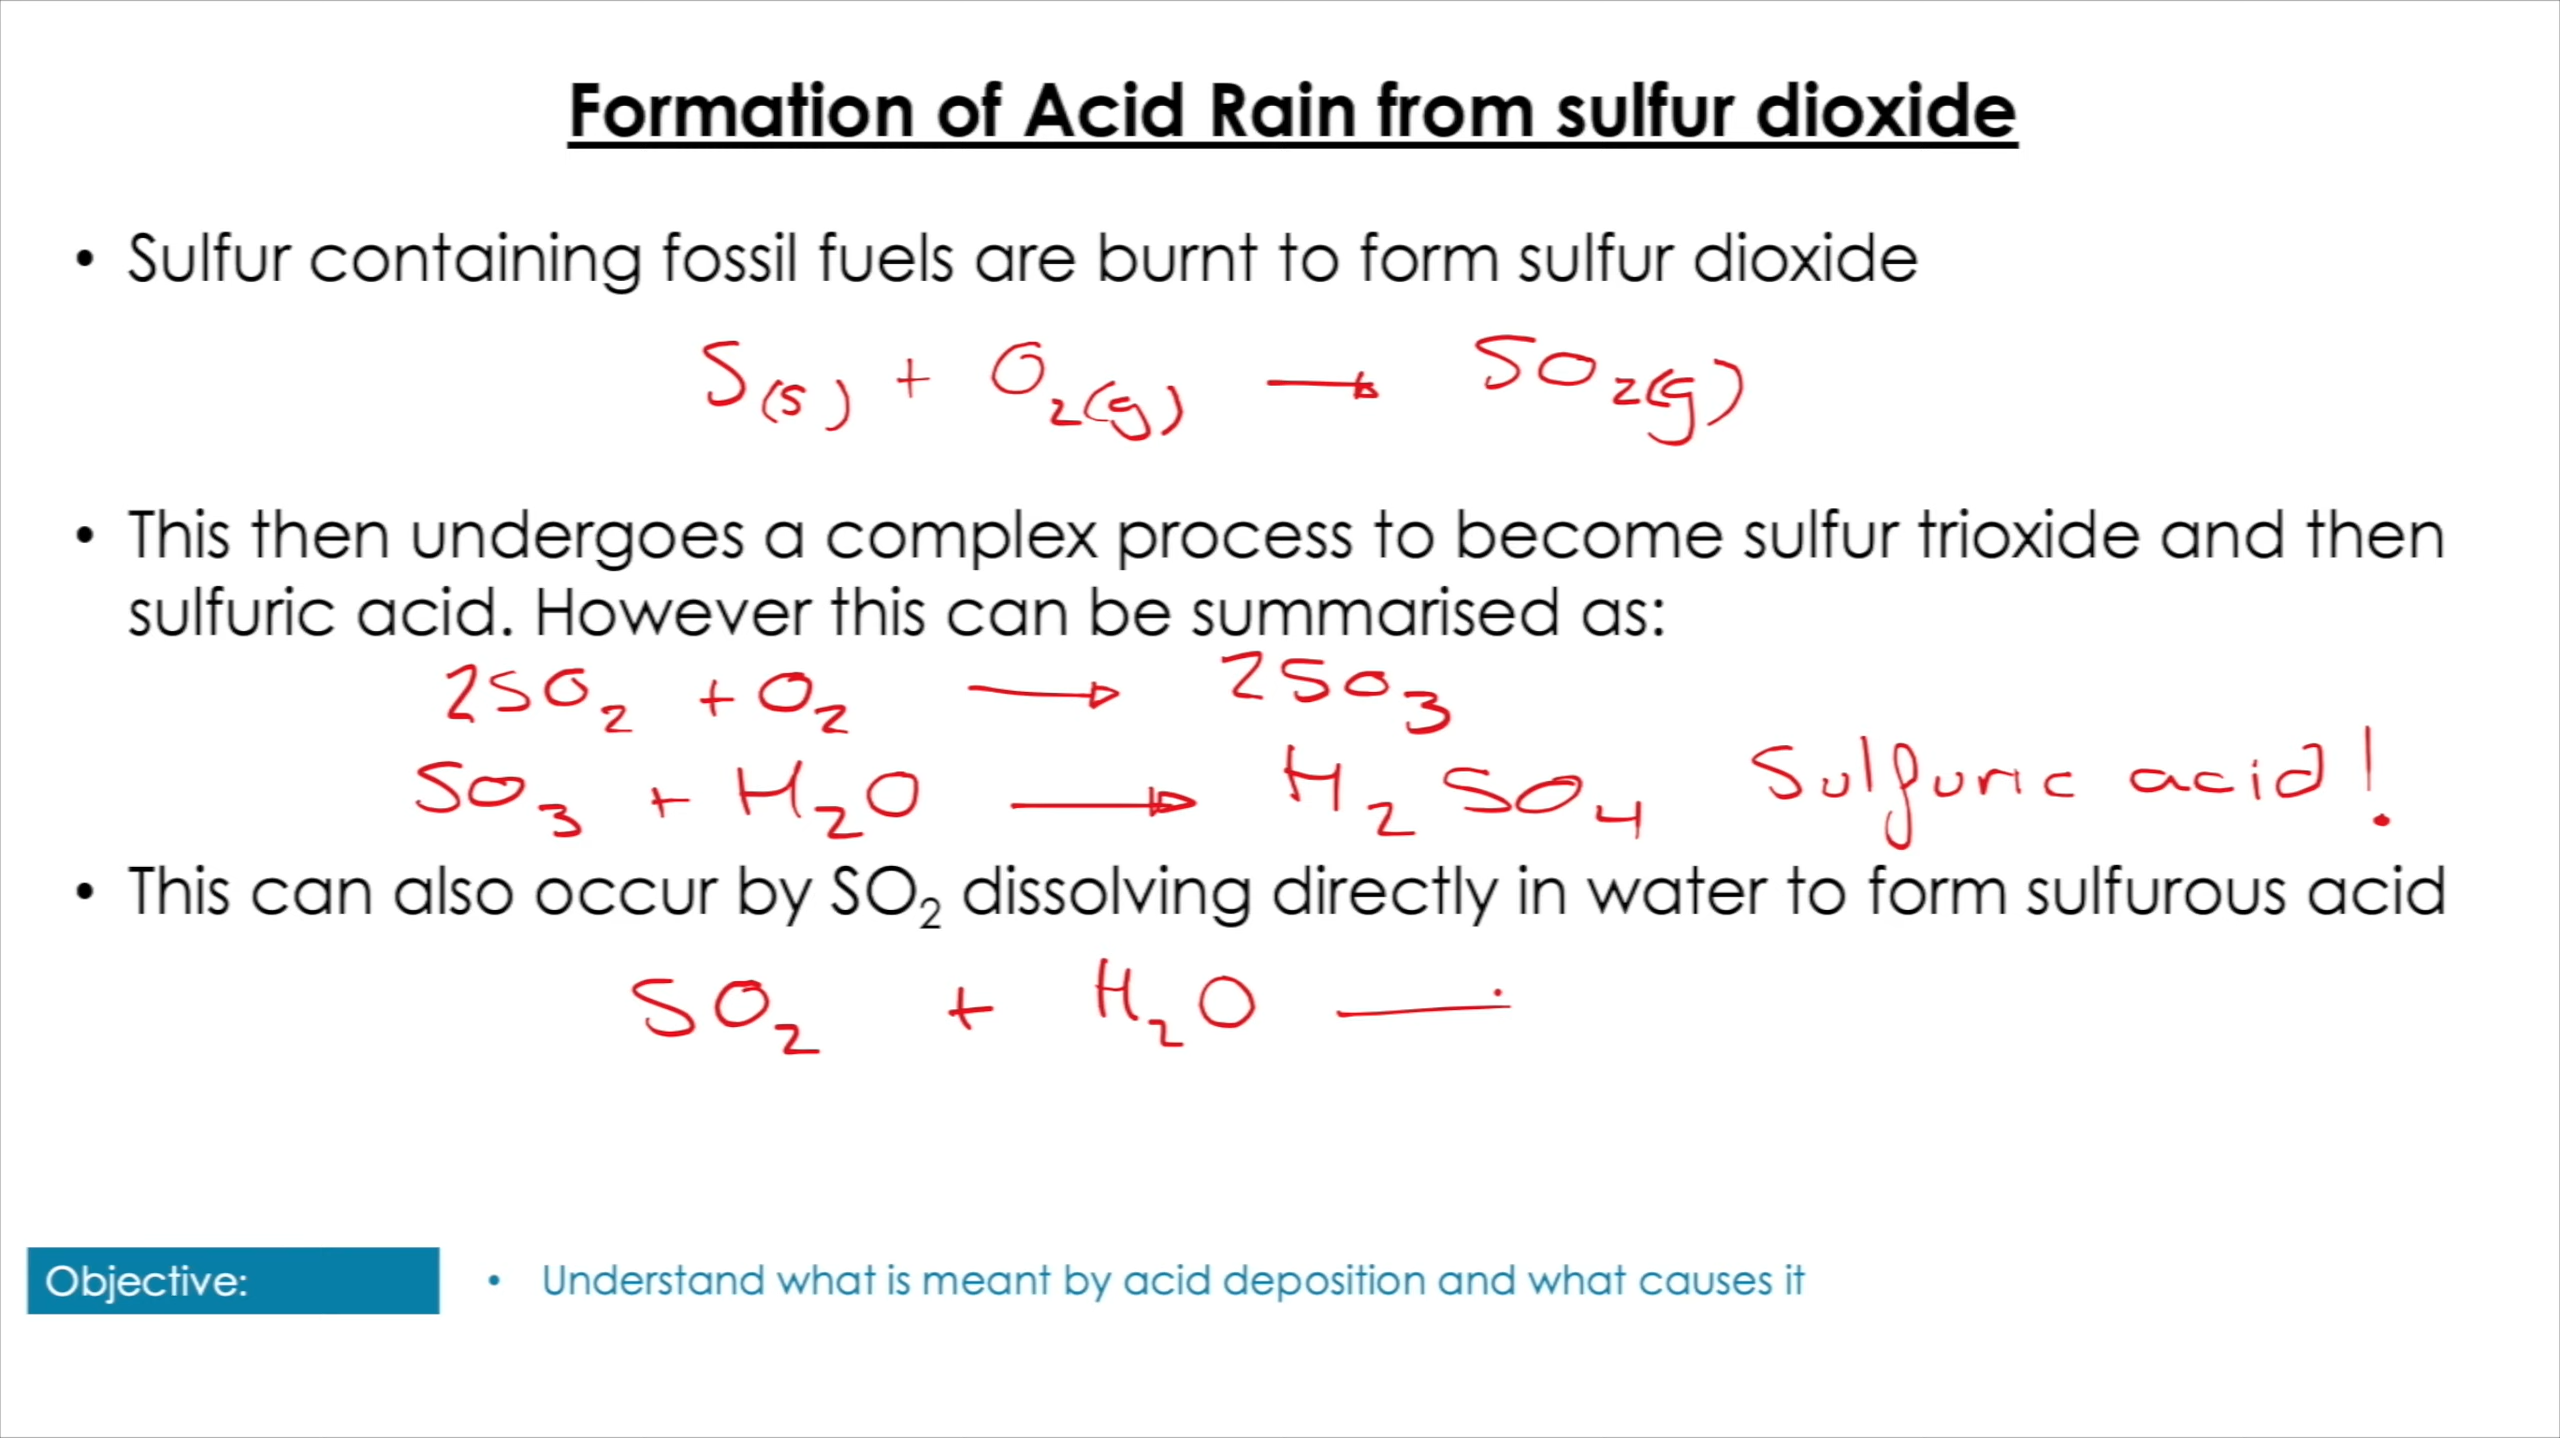 Formation of Acid Rain from sulfur dioxide
• Sulfur containing fossil fuels are burnt to form sulfur dioxide
S(s) + O₂(g) → SO₂(g)
• This then undergoes a complex process to become sulfur trioxide and then
sulfuric acid. However this can be summarised as:
2SO₂ + O₂ → 2SO₃
SO₃ + H₂O → H₂SO₄ Sulfuric acid!
• This can also occur by SO₂ dissolving directly in water to form sulfurous acid
SO₂ + H₂O —
Objective: • Understand what is meant by acid deposition and what causes it